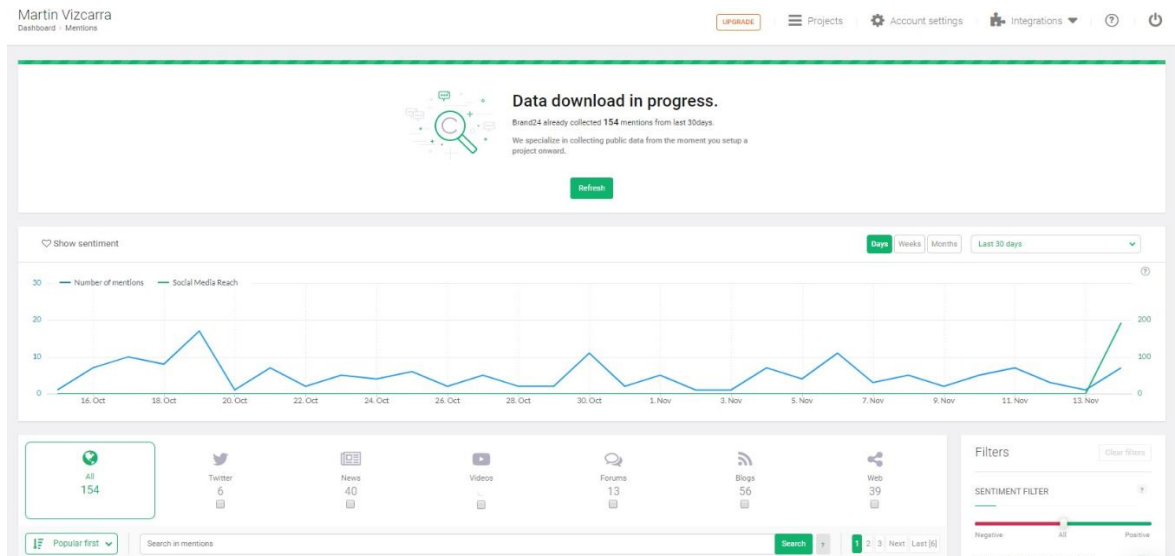 Martin Vizcarra
Dashboard › Mentions
UPGRADE
Projects
Account settings
Integrations
?
Data download in progress.
Brand24 already collected 154 mentions from last 30days.
We specialize in collecting public data from the moment you setup a
project onward.
Refresh
Show sentiment
Days Weeks Months
Last 30 days
?
Number of mentions
Social Media Reach
30
20
10
0
200
100
0
16. Oct 18. Oct 20. Oct 22. Oct 24. Oct 26. Oct 28. Oct 30. Oct 1. Nov 3. Nov 5. Nov 7. Nov 9. Nov 11. Nov 13. Nov
All
154
Twitter
6
News
40
Videos
Forums
13
Blogs
56
Web
39
Filters
Clear filters
SENTIMENT FILTER
?
Negative All Positive
Popular first
Search in mentions
Search
?
1 2 3 Next Last [6]